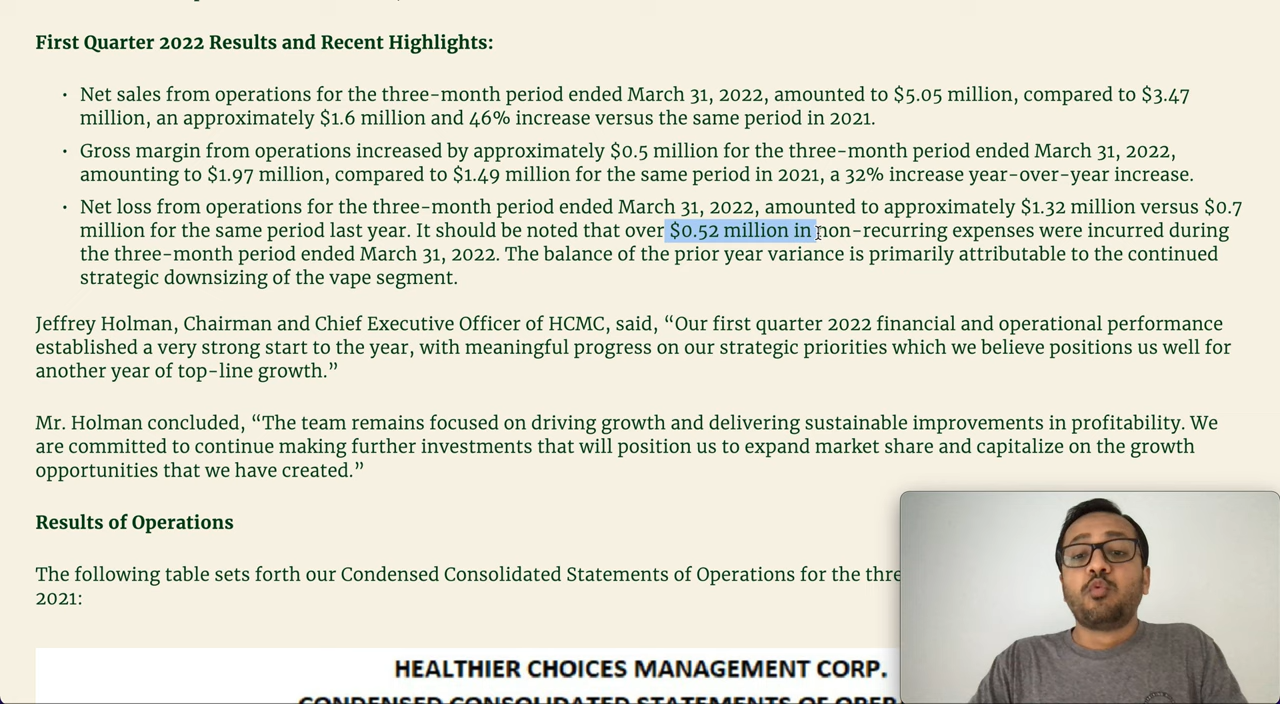 First Quarter 2022 Results and Recent Highlights:
• Net sales from operations for the three-month period ended March 31, 2022, amounted to $5.05 million, compared to $3.47
million, an approximately $1.6 million and 46% increase versus the same period in 2021.
• Gross margin from operations increased by approximately $0.5 million for the three-month period ended March 31, 2022,
amounting to $1.97 million, compared to $1.49 million for the same period in 2021, a 32% increase year-over-year increase.
• Net loss from operations for the three-month period ended March 31, 2022, amounted to approximately $1.32 million versus $0.7
million for the same period last year. It should be noted that over $0.52 million in non-recurring expenses were incurred during
the three-month period ended March 31, 2022. The balance of the prior year variance is primarily attributable to the continued
strategic downsizing of the vape segment.
Jeffrey Holman, Chairman and Chief Executive Officer of HCMC, said, “Our first quarter 2022 financial and operational performance
established a very strong start to the year, with meaningful progress on our strategic priorities which we believe positions us well for
another year of top-line growth.”
Mr. Holman concluded, “The team remains focused on driving growth and delivering sustainable improvements in profitability. We
are committed to continue making further investments that will position us to expand market share and capitalize on the growth
opportunities that we have created.”
Results of Operations
The following table sets forth our Condensed Consolidated Statements of Operations for the
2021:
HEALTHIER CHOICES MANAGEMENT CORP.
CONDENSED CONSOLIDATED STATEMENTS OF